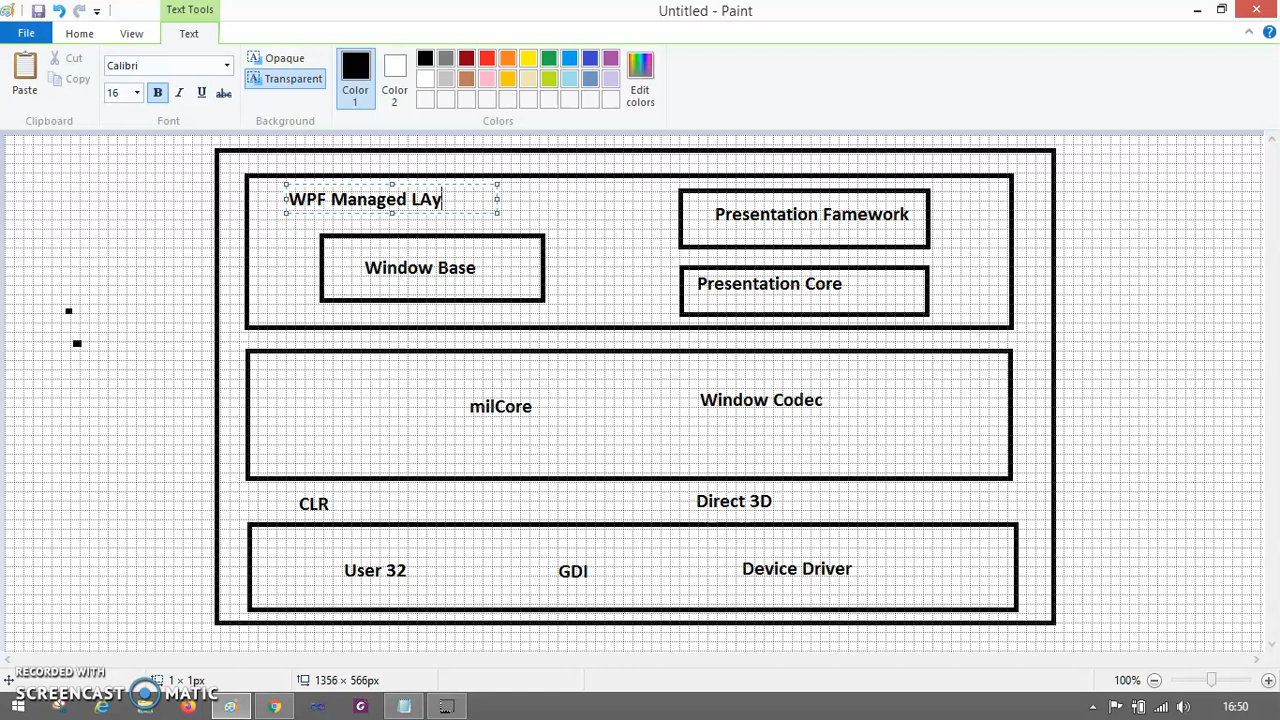 Text Tools
Untitled - Paint
File
Home
View
Text
Paste
Cut
Copy
Clipboard
Calibri
16
B
I
U
abc
Font
Opaque
Transparent
Background
Color
1
Color
2
Edit
colors
Colors
WPF Managed LAy
Presentation Famework
Window Base
Presentation Core
milCore
Window Codec
CLR
Direct 3D
User 32
GDI
Device Driver
RECORDED WITH
SCREENCAST MATIC
1 × 1px
1356 × 566px
100%
16:50